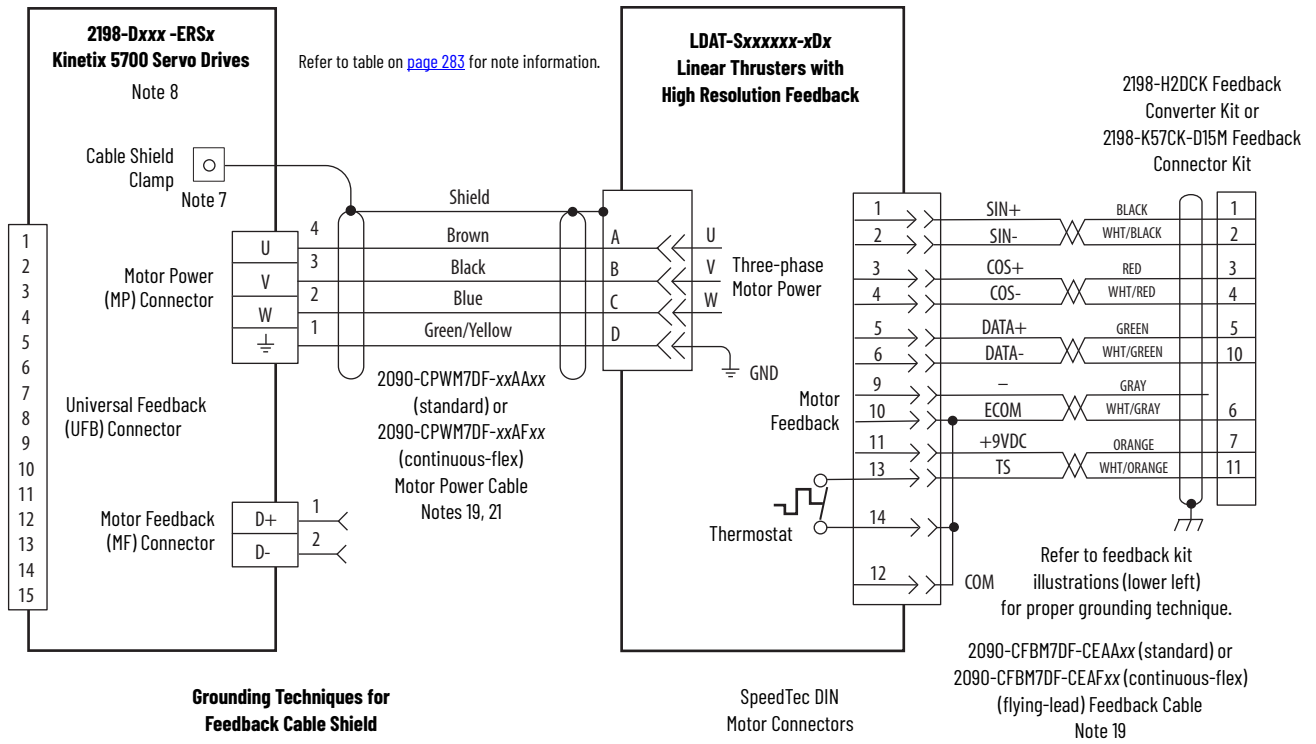 2198-Dxxx -ERSx
Kinetix 5700 Servo Drives
Note 8
Refer to table on page 283 for note information.
Cable Shield
Clamp
Note 7
1
2
3
4
5
6
7
8
9
10
11
12
13
14
15
Motor Power
(MP) Connector
U
V
W
4
3
2
1
Universal Feedback
(UFB) Connector
Motor Feedback
(MF) Connector
D+
D-
1
2
Shield
Brown
Black
Blue
Green/Yellow
2090-CPWM7DF-xxAAxx
(standard) or
2090-CPWM7DF-xxAFxx
(continuous-flex)
Motor Power Cable
Notes 19, 21
LDAT-Sxxxxxx-xDx
Linear Thrusters with
High Resolution Feedback
A
B
C
D
U
V
W
Three-phase
Motor Power
GND
Motor
Feedback
Thermostat
1
2
3
4
5
6
9
10
11
13
14
12
SIN+
SIN-
COS+
COS-
DATA+
DATA-
–
ECOM
+9VDC
TS
COM
BLACK
WHT/BLACK
RED
WHT/RED
GREEN
WHT/GREEN
GRAY
WHT/GRAY
ORANGE
WHT/ORANGE
2198-H2DCK Feedback
Converter Kit or
2198-K57CK-D15M Feedback
Connector Kit
1
2
3
4
5
10
6
7
11
Refer to feedback kit
illustrations (lower left)
for proper grounding technique.
2090-CFBM7DF-CEAAxx (standard) or
2090-CFBM7DF-CEAFxx (continuous-flex)
(flying-lead) Feedback Cable
Note 19
Grounding Techniques for
Feedback Cable Shield
SpeedTec DIN
Motor Connectors